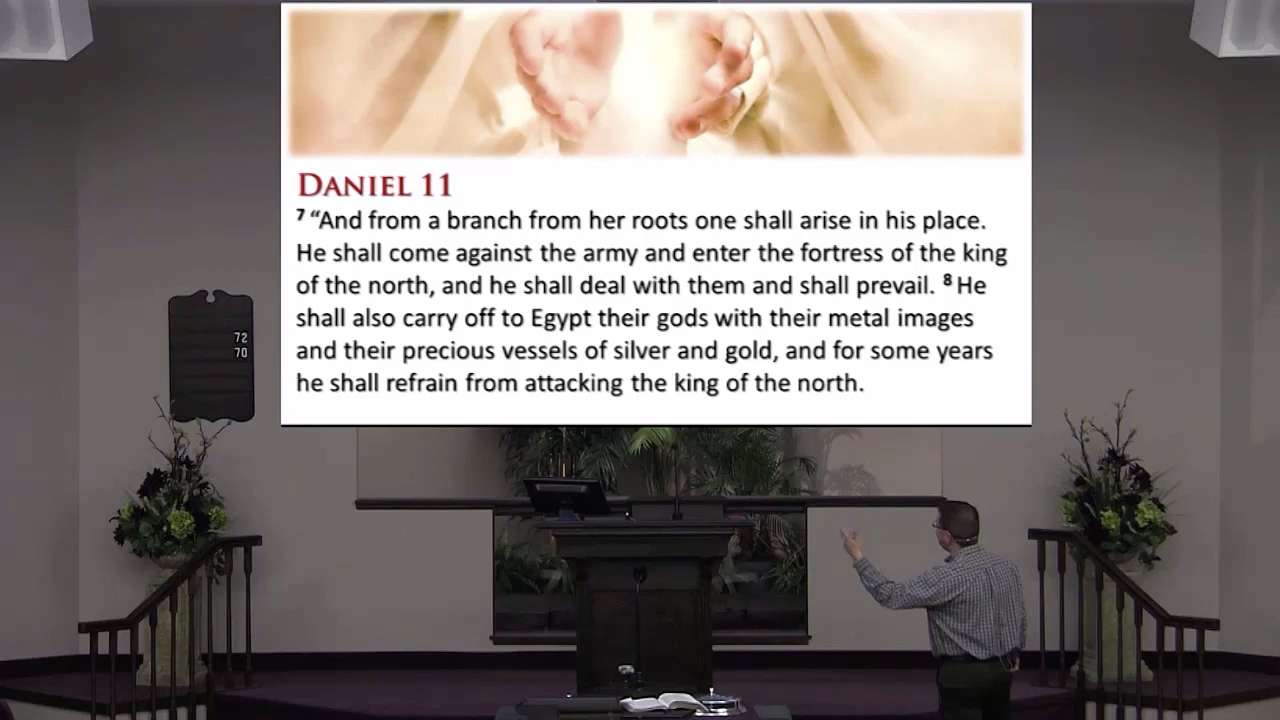 DANIEL 11
7 “And from a branch from her roots one shall arise in his place.
He shall come against the army and enter the fortress of the king
of the north, and he shall deal with them and shall prevail. 8 He
shall also carry off to Egypt their gods with their metal images
and their precious vessels of silver and gold, and for some years
he shall refrain from attacking the king of the north.
72
70